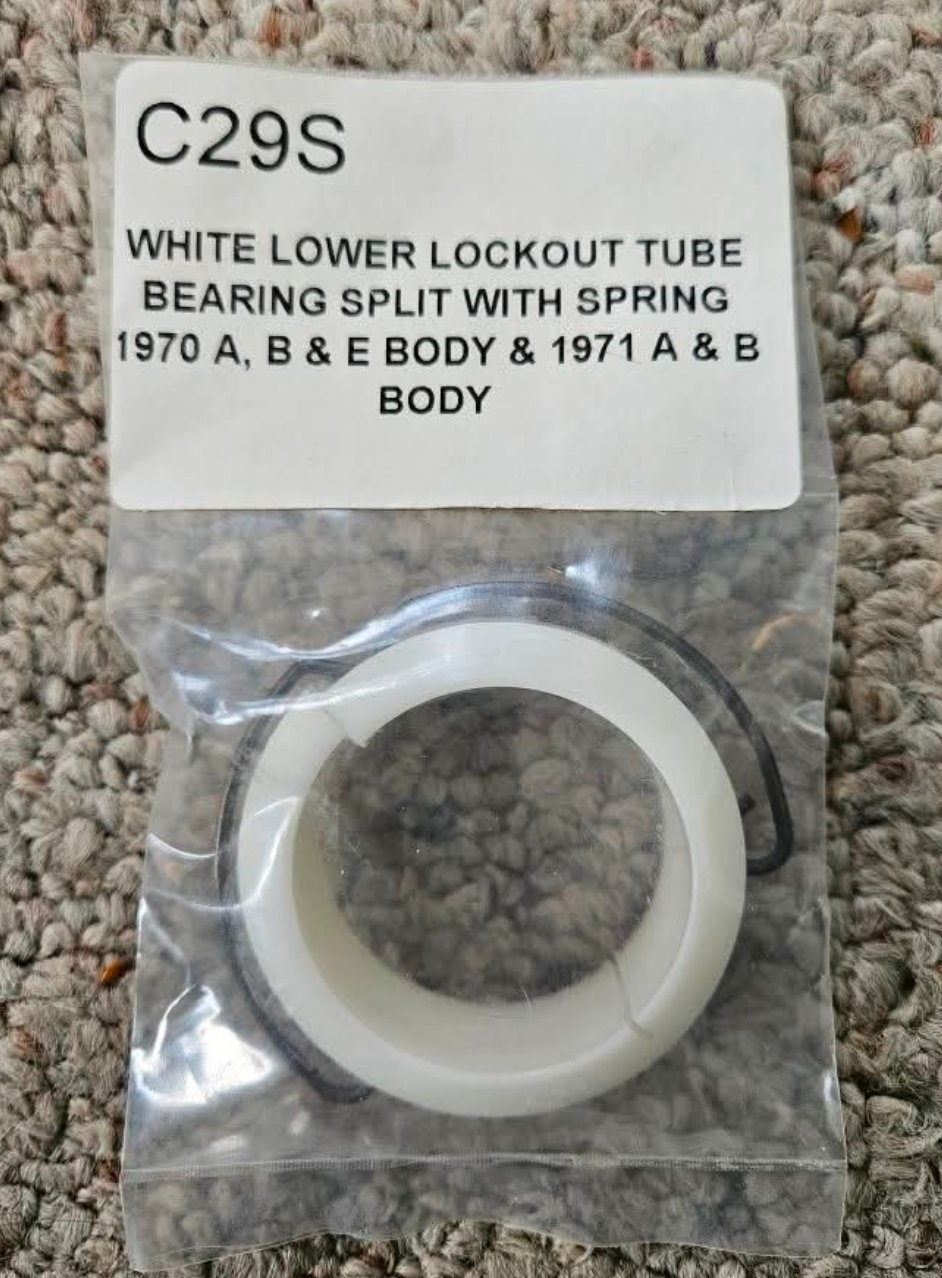 C29S
WHITE LOWER LOCKOUT TUBE
BEARING SPLIT WITH SPRING
1970 A, B & E BODY & 1971 A & B
BODY